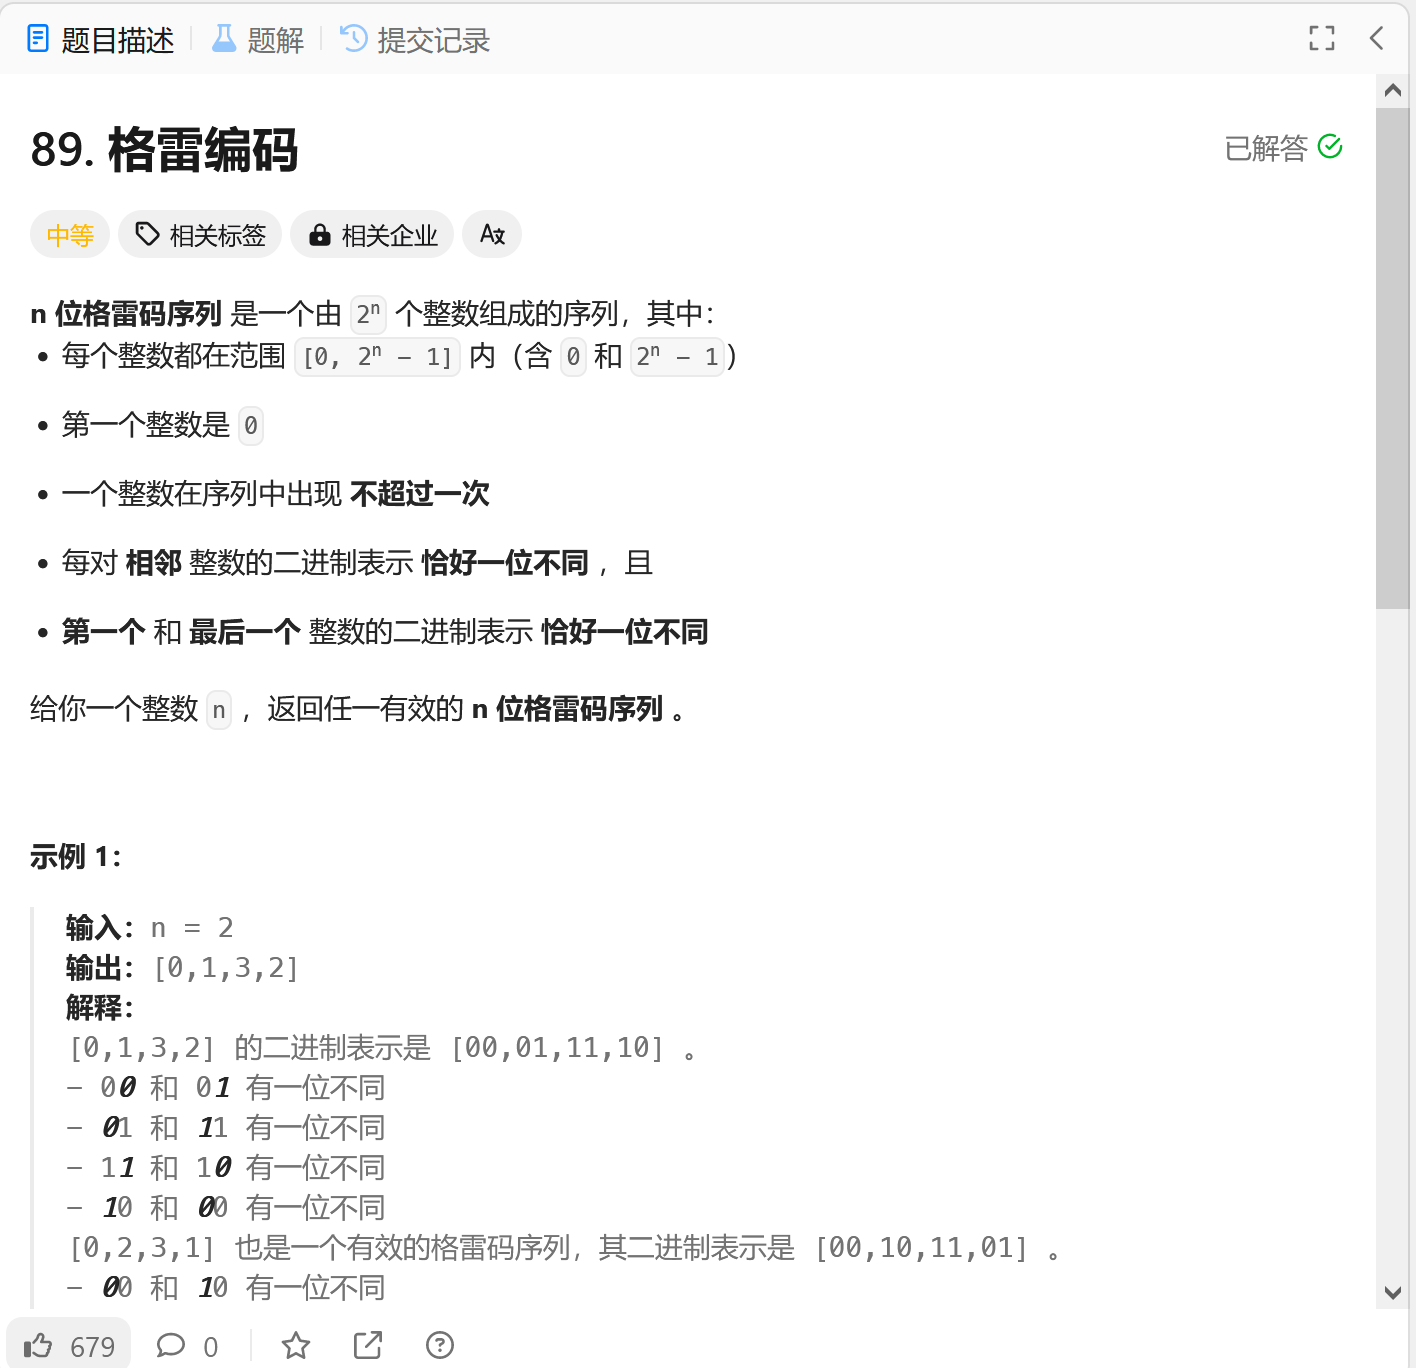 题目描述 题解 提交记录
89. 格雷编码 已解答
中等 相关标签 相关企业
n 位格雷码序列 是一个由 2ⁿ 个整数组成的序列，其中：
• 每个整数都在范围 [0, 2ⁿ - 1] 内（含 0 和 2ⁿ - 1）
• 第一个整数是 0
• 一个整数在序列中出现 不超过一次
• 每对 相邻 整数的二进制表示 恰好一位不同 ，且
• 第一个 和 最后一个 整数的二进制表示 恰好一位不同
给你一个整数 n ，返回任一有效的 n 位格雷码序列 。
示例 1：
输入：n = 2
输出：[0,1,3,2]
解释：
[0,1,3,2] 的二进制表示是 [00,01,11,10] 。
- 00 和 01 有一位不同
- 01 和 11 有一位不同
- 11 和 10 有一位不同
- 10 和 00 有一位不同
[0,2,3,1] 也是一个有效的格雷码序列，其二进制表示是 [00,10,11,01] 。
- 00 和 10 有一位不同
679 0